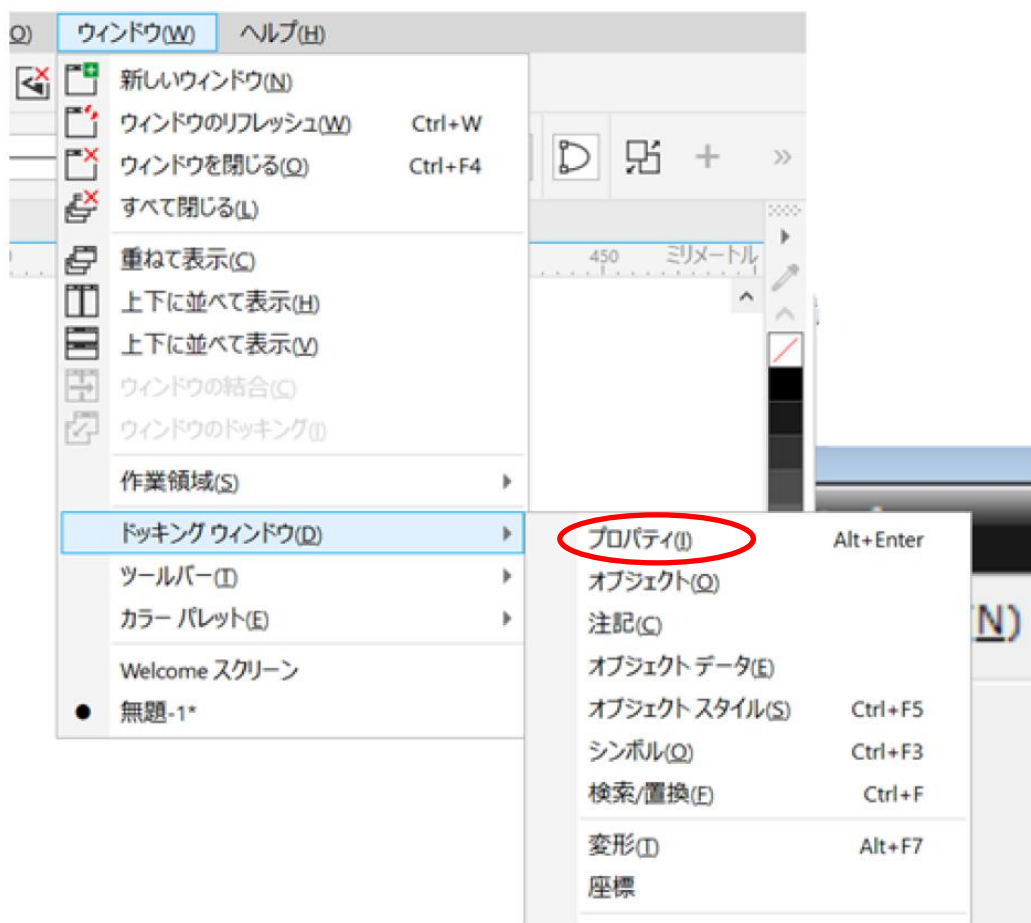 O) ウィンドウ(W) ヘルプ(H)
新しいウィンドウ(N)
ウィンドウのリフレッシュ(W) Ctrl+W
ウィンドウを閉じる(O) Ctrl+F4
すべて閉じる(L)
重ねて表示(C)
450 ミリメートル
上下に並べて表示(H)
上下に並べて表示(V)
ウィンドウの結合(C)
ウィンドウのドッキング(I)
作業領域(S)
ドッキング ウィンドウ(D)
ツールバー(T)
カラー パレット(E)
Welcome スクリーン
無題-1*
プロパティ(I) Alt+Enter
オブジェクト(O)
注記(C)
オブジェクト データ(E)
オブジェクト スタイル(S) Ctrl+F5
シンボル(O) Ctrl+F3
検索/置換(F) Ctrl+F
変形(T) Alt+F7
座標
(N)